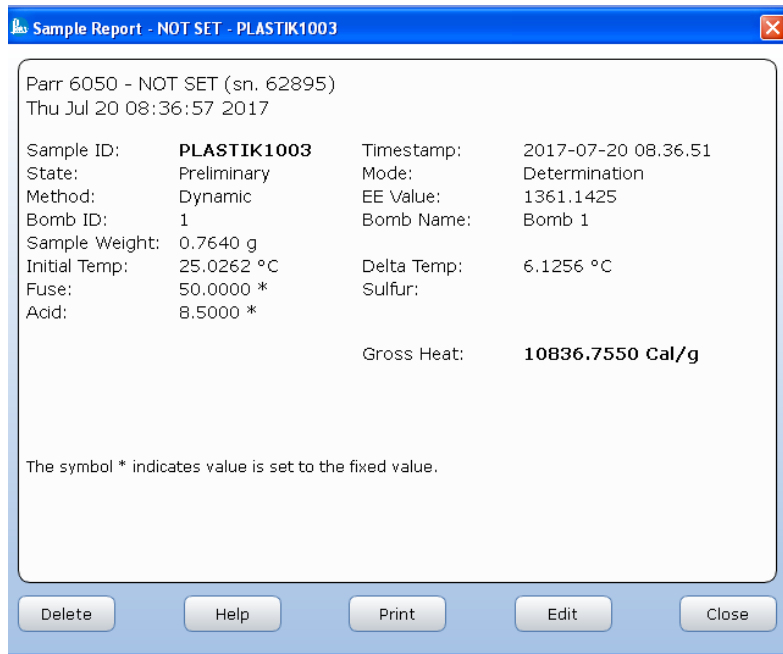 Sample Report - NOT SET - PLASTIK1003
Parr 6050 - NOT SET (sn. 62895)
Thu Jul 20 08:36:57 2017
Sample ID: PLASTIK1003 Timestamp: 2017-07-20 08.36.51
State: Preliminary Mode: Determination
Method: Dynamic EE Value: 1361.1425
Bomb ID: 1 Bomb Name: Bomb 1
Sample Weight: 0.7640 g
Initial Temp: 25.0262 °C Delta Temp: 6.1256 °C
Fuse: 50.0000 * Sulfur:
Acid: 8.5000 *
Gross Heat: 10836.7550 Cal/g
The symbol * indicates value is set to the fixed value.
Delete Help Print Edit Close